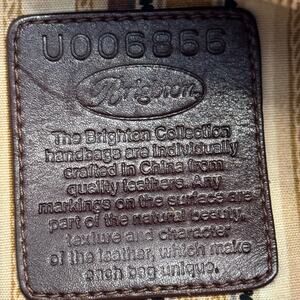 U006866
Brighton
The Brighton Collection
handbags are individually
crafted in China from
quality leathers. Any
markings on the surface are
part of the natural beauty,
texture and character
of the leather, which make
each bag unique.